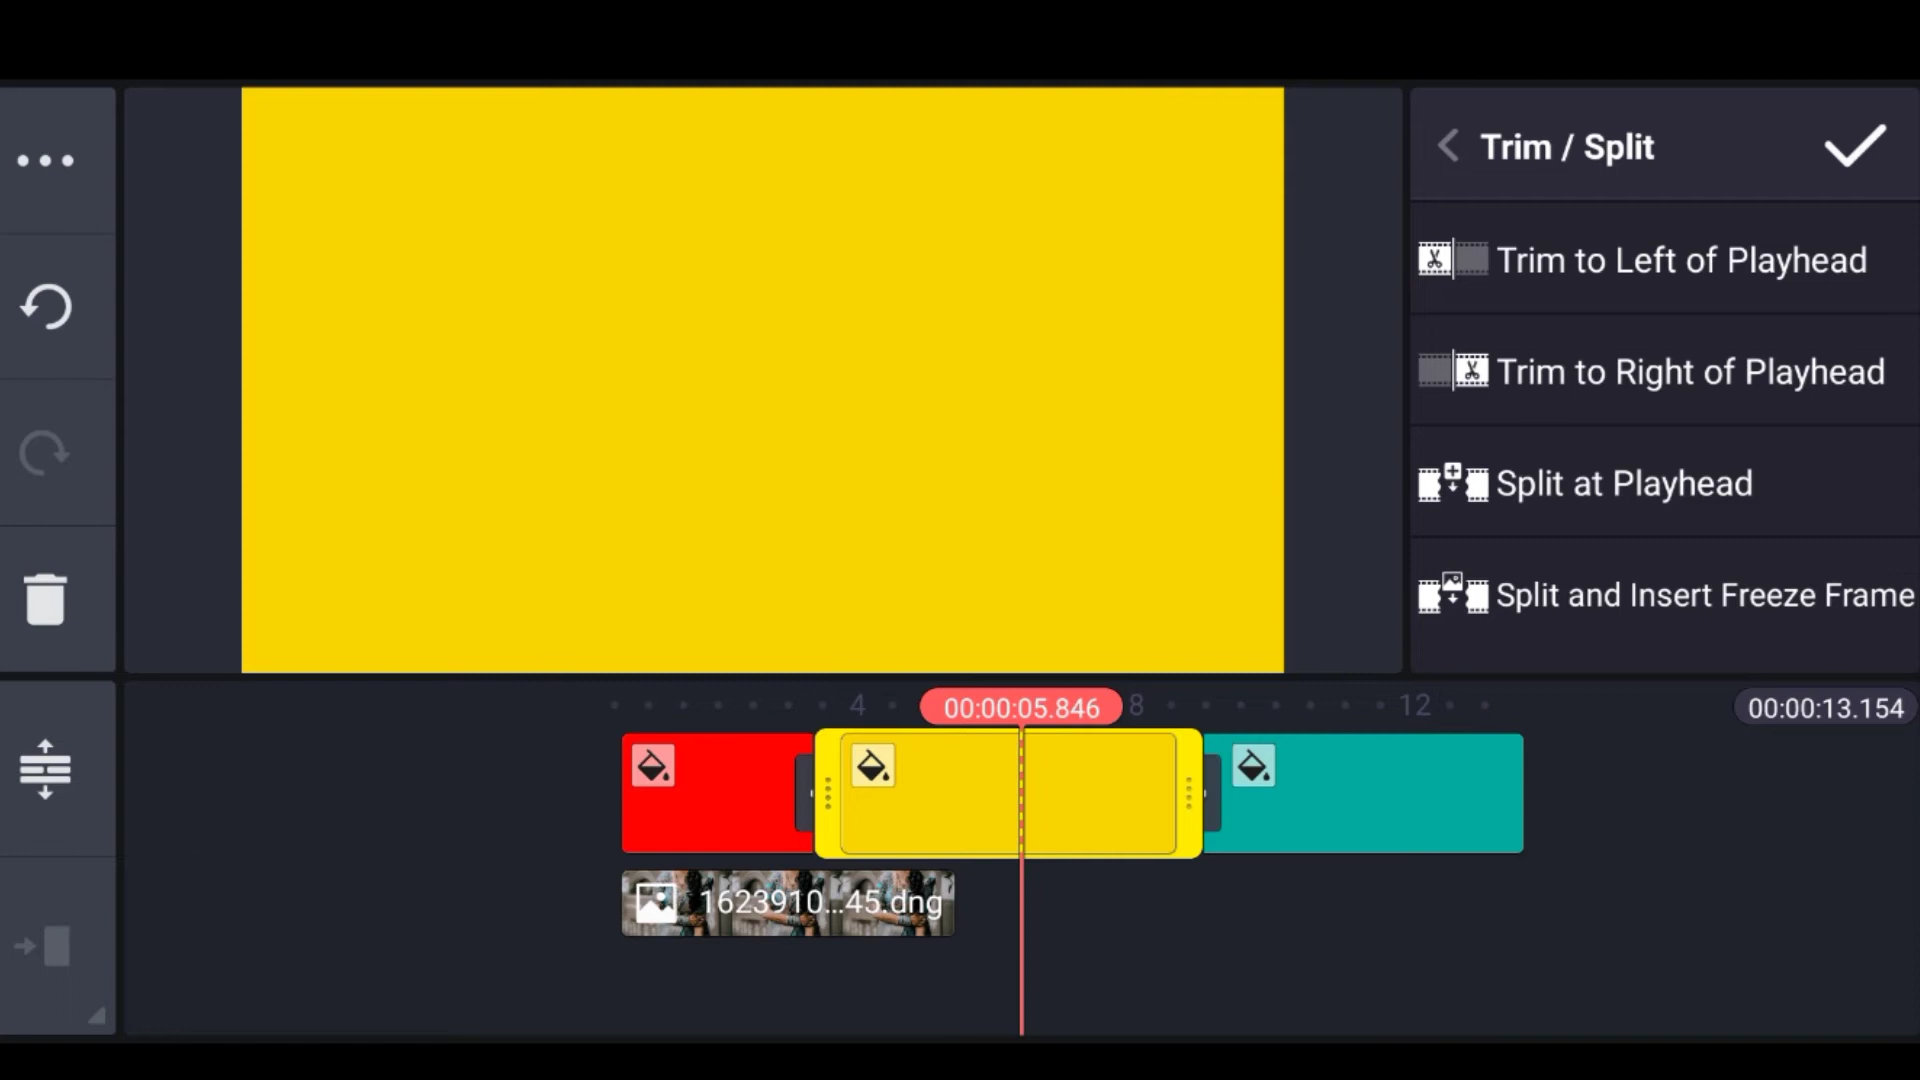 Trim / Split
Trim to Left of Playhead
Trim to Right of Playhead
Split at Playhead
Split and Insert Freeze Frame
4
00:00:05.846
8
12
00:00:13.154
1623910...45.dng